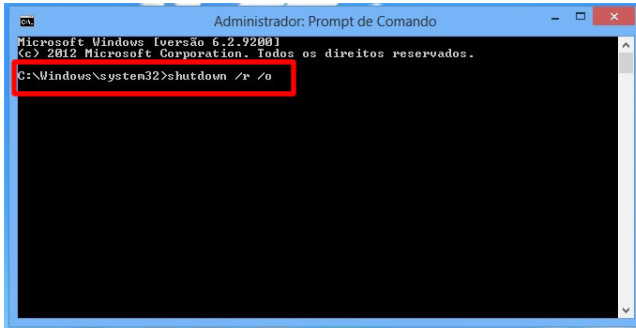 Administrador: Prompt de Comando
Microsoft Windows [versão 6.2.9200]
(c) 2012 Microsoft Corporation. Todos os direitos reservados.
C:\Windows\system32>shutdown /r /o